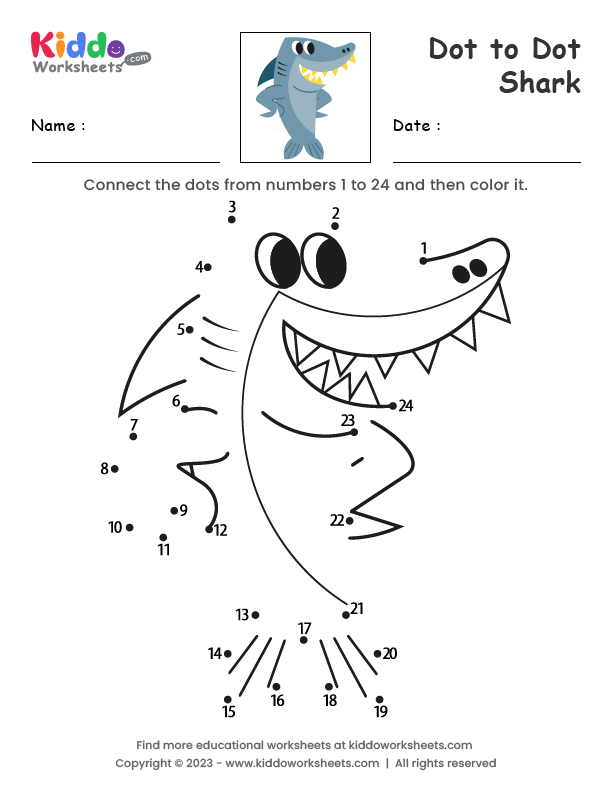 Kiddo
Worksheets .com
Dot to Dot
Shark
Name :
Date :
Connect the dots from numbers 1 to 24 and then color it.
3
2
1
4
5
6
24
23
7
8
9
22
10
12
11
21
13
17
14
20
16
18
15
19
Find more educational worksheets at kiddoworksheets.com
Copyright © 2023 - www.kiddoworksheets.com | All rights reserved